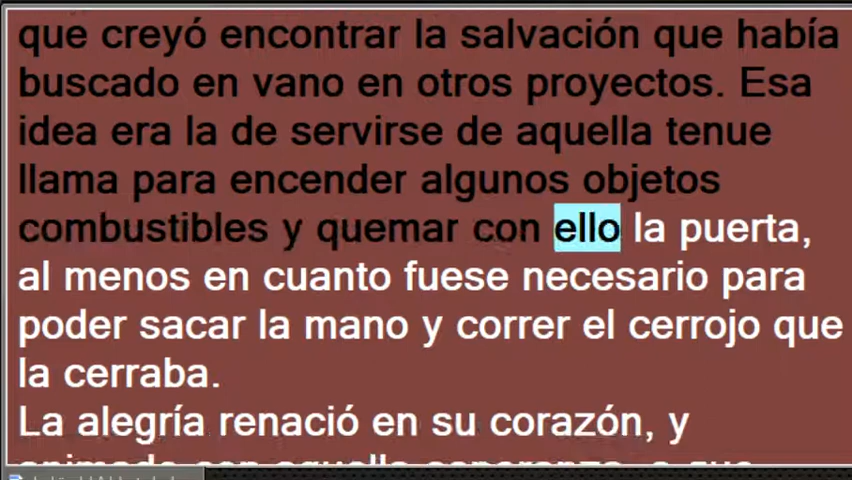 que creyó encontrar la salvación que había
buscado en vano en otros proyectos. Esa
idea era la de servirse de aquella tenue
llama para encender algunos objetos
combustibles y quemar con ello la puerta,
al menos en cuanto fuese necesario para
poder sacar la mano y correr el cerrojo que
la cerraba.
La alegría renació en su corazón, y